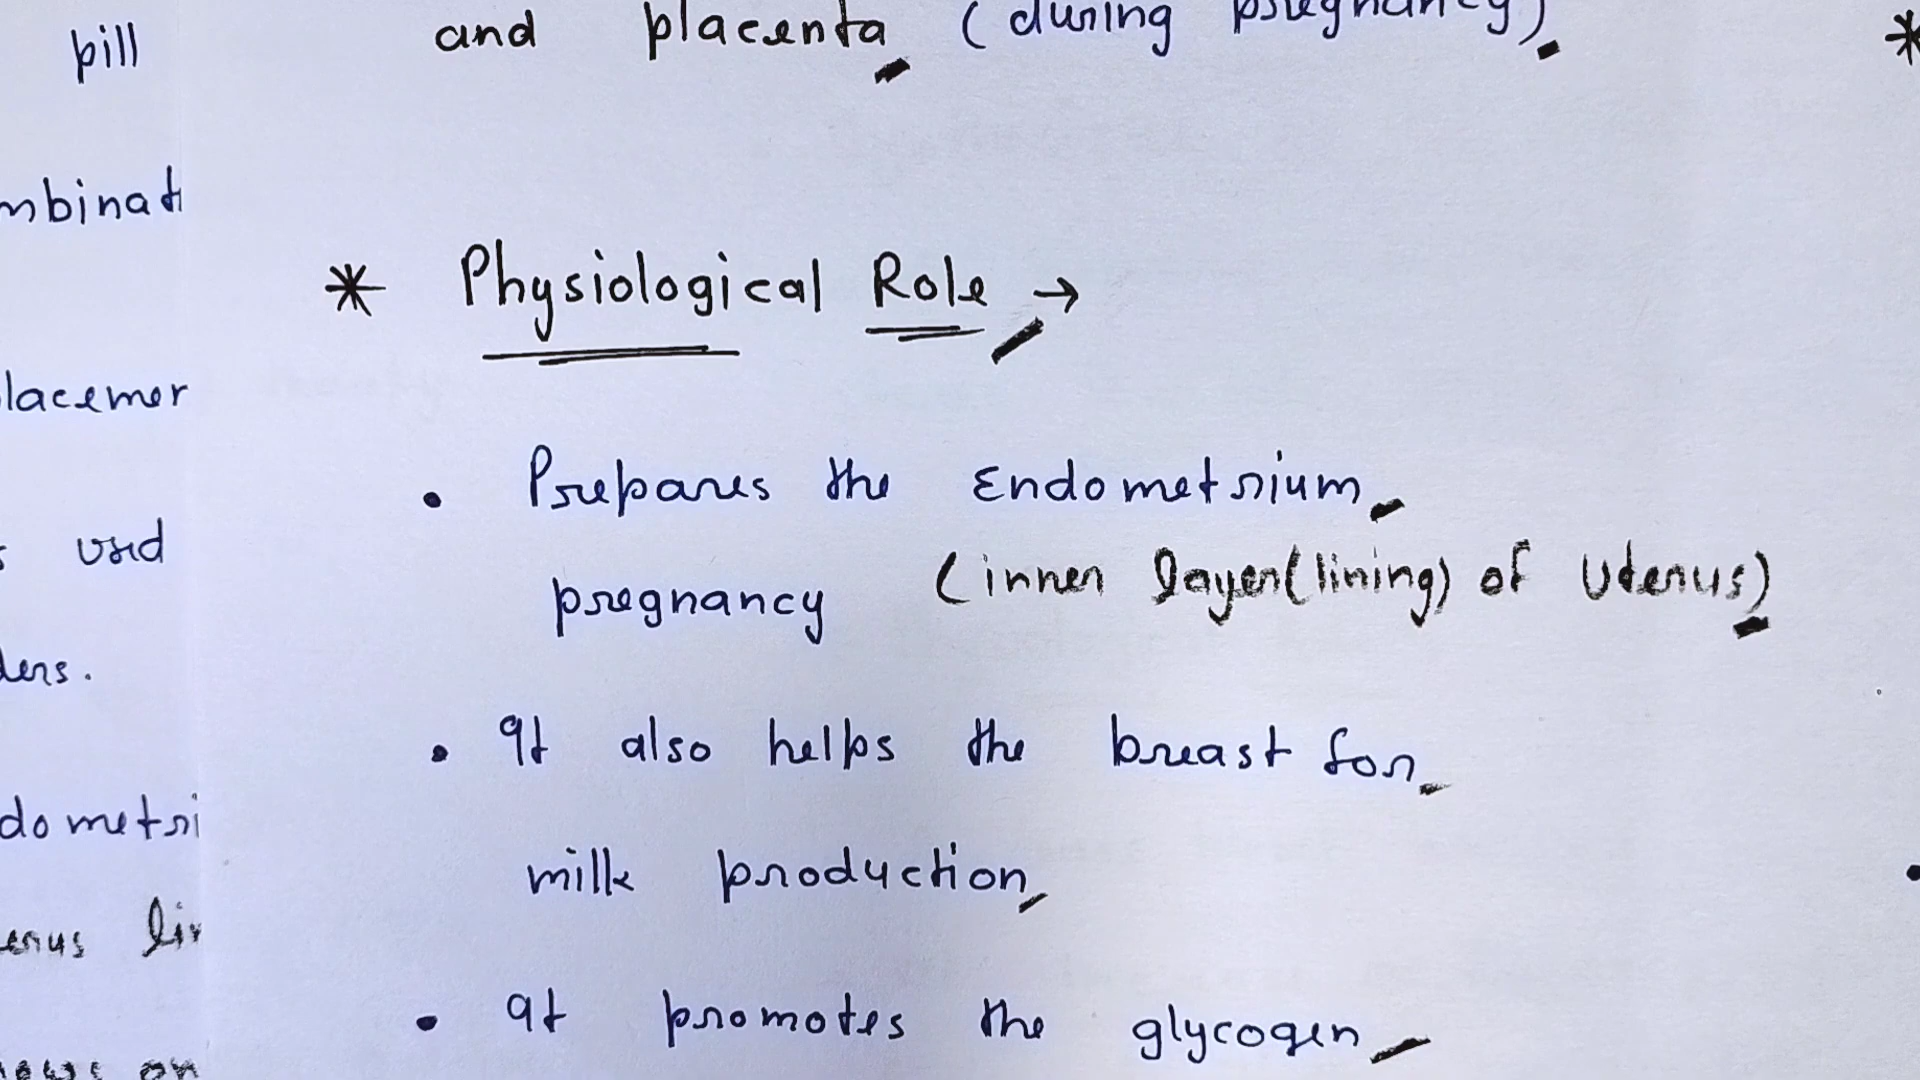 pill
mbinati
lacemer
s used
ders.
dometri
erus lin
and placenta (during pregnancy)
* Physiological Role →
• Prepares the Endometrium
pregnancy (inner layer(lining) of Uterus)
• It also helps the breast for
milk production
• It promotes the glycogen